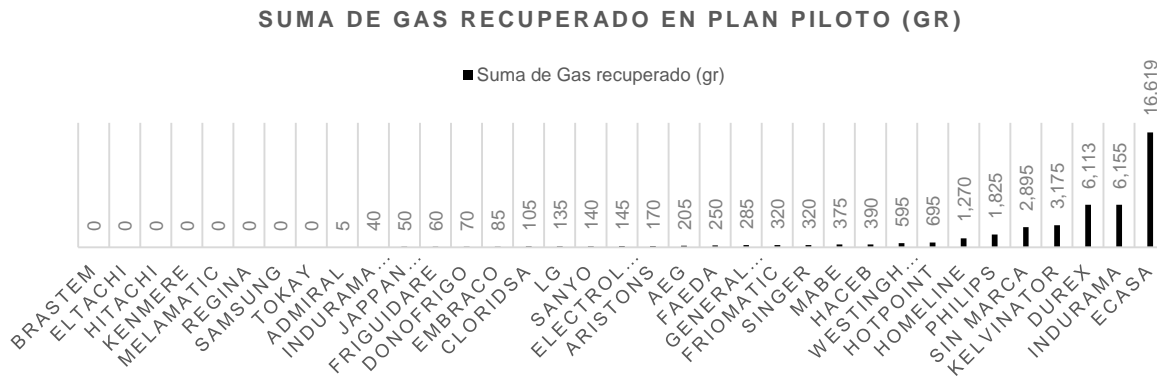 SUMA DE GAS RECUPERADO EN PLAN PILOTO (GR)
Suma de Gas recuperado (gr)
0
0
0
0
0
0
0
0
5
40
50
60
70
85
105
135
140
145
170
205
250
285
320
320
375
390
595
695
1,270
1,825
2,895
3,175
6,113
6,155
16.619
BRASTEM
ELTACHI
HITACHI
KENMERE
MELAMATIC
REGINA
SAMSUNG
TOKAY
ADMIRAL
INDURAMA…
JAPPAN…
FRIGUIDARE
DONOFRIGO
EMBRACO
CLORIDSA
LG
SANYO
ELECTROL…
ARISTONS
AEG
FAEDA
GENERAL…
FRIOMATIC
SINGER
MABE
HACEB
WESTINGH…
HOTPOINT
HOMELINE
PHILIPS
SIN MARCA
KELVINATOR
DUREX
INDURAMA
ECASA